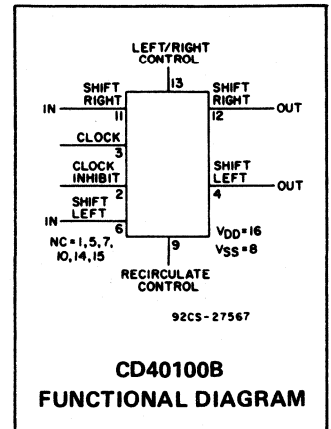 LEFT/RIGHT
CONTROL
13
SHIFT
RIGHT
IN
11
SHIFT
RIGHT
OUT
12
CLOCK
3
CLOCK
INHIBIT
2
SHIFT
LEFT
OUT
4
SHIFT
LEFT
IN
6
NC = 1, 5, 7,
10, 14, 15
9
VDD = 16
VSS = 8
RECIRCULATE
CONTROL
92CS-27567
CD40100B
FUNCTIONAL DIAGRAM